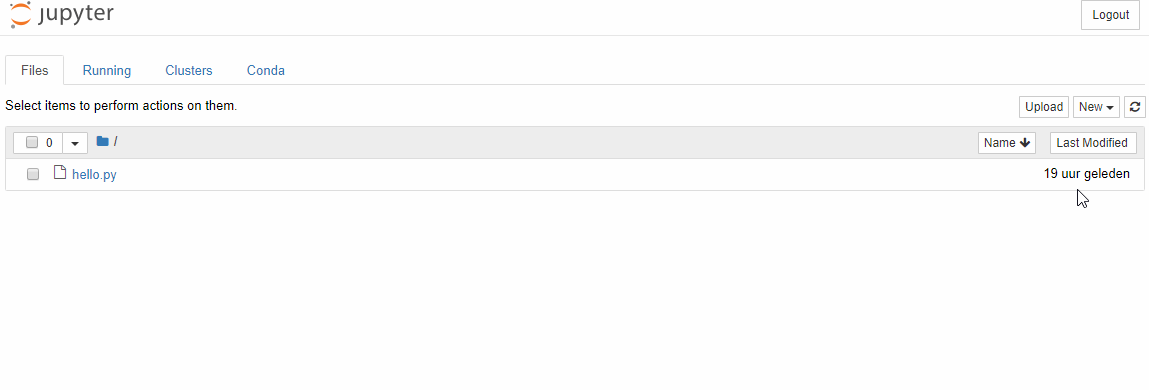 jupyter
Logout
Files Running Clusters Conda
Select items to perform actions on them.
Upload New
0 / Name Last Modified
hello.py 19 uur geleden